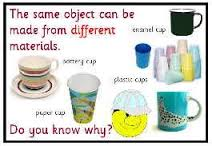 The same object can be
made from different
materials.
enamel cup
pottery cup
plastic cups
paper cup
Do you know why?